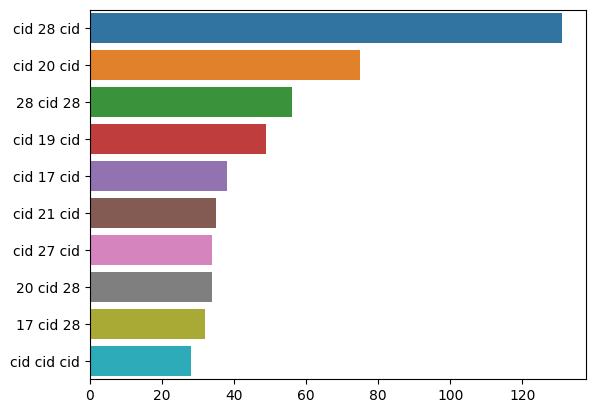 cid 28 cid
cid 20 cid
28 cid 28
cid 19 cid
cid 17 cid
cid 21 cid
cid 27 cid
20 cid 28
17 cid 28
cid cid cid
0 20 40 60 80 100 120